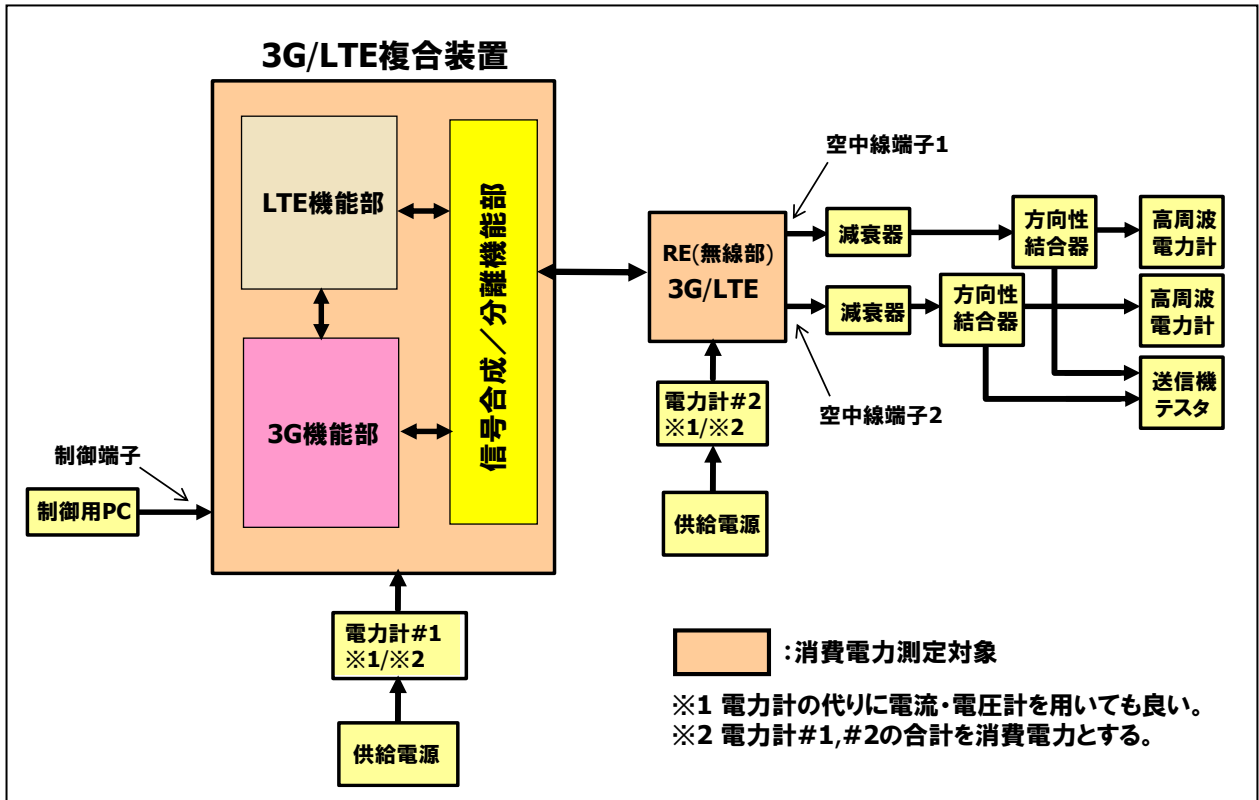 3G/LTE複合装置
LTE機能部
3G機能部
信号合成／分離機能部
制御端子
制御用PC
電力計#1
※1/※2
供給電源
RE(無線部)
3G/LTE
空中線端子1
空中線端子2
電力計#2
※1/※2
供給電源
減衰器
減衰器
方向性
結合器
方向性
結合器
高周波
電力計
高周波
電力計
送信機
テスタ
:消費電力測定対象
※1 電力計の代りに電流・電圧計を用いても良い。
※2 電力計#1,#2の合計を消費電力とする。